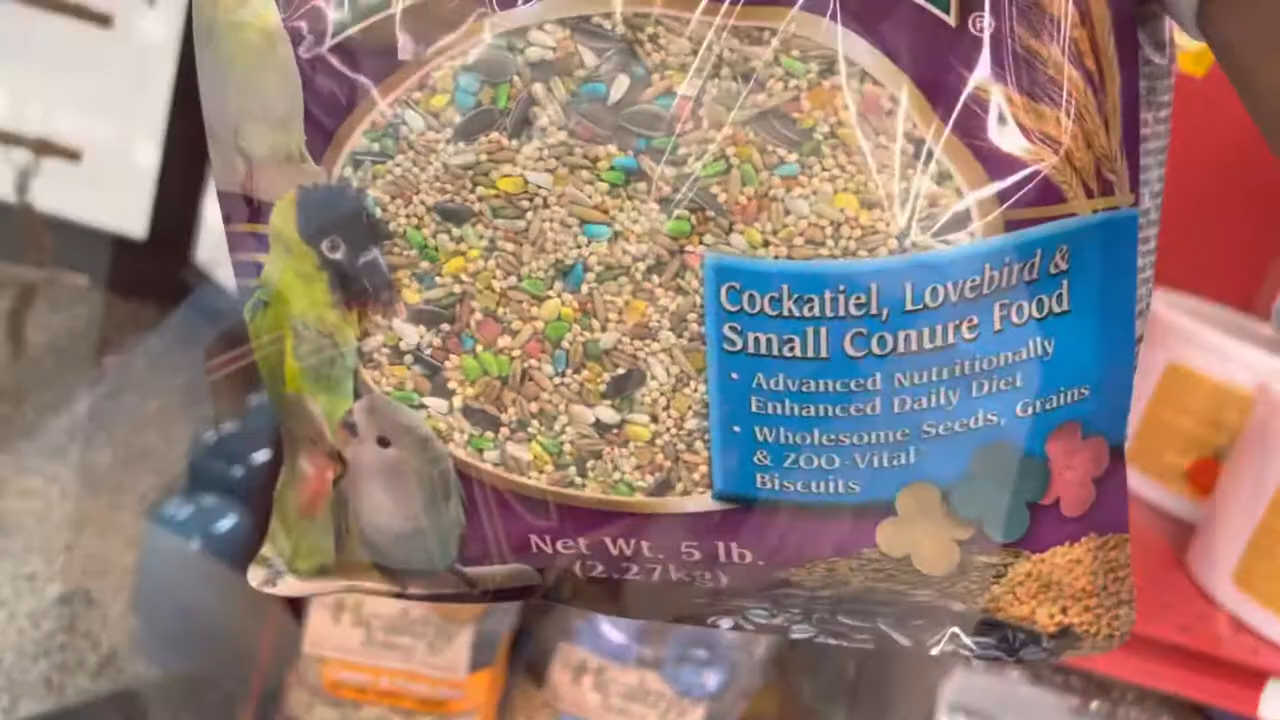 ®
Cockatiel, Lovebird &
Small Conure Food
• Advanced Nutritionally
Enhanced Daily Diet
• Wholesome Seeds, Grains
& ZOO-Vital
Biscuits
Net Wt. 5 lb.
(2.27kg)